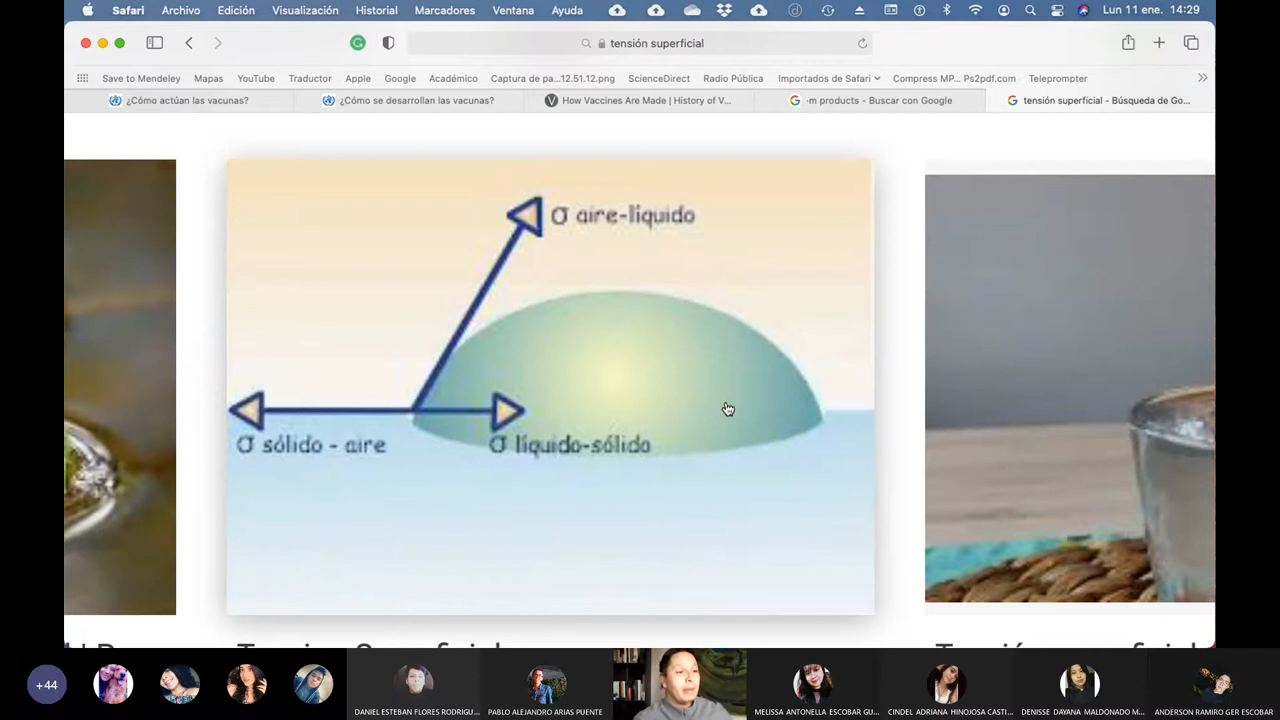 Safari Archivo Edición Visualización Historial Marcadores Ventana Ayuda Lun 11 ene. 14:29
tensión superficial
Save to Mendeley Mapas YouTube Traductor Apple Google Académico Captura de pa...12.51.12.png ScienceDirect Radio Pública Importados de Safari Compress MP... Ps2pdf.com Teleprompter
¿Cómo actúan las vacunas? ¿Cómo se desarrollan las vacunas? How Vaccines Are Made | History of V... -m products - Buscar con Google tensión superficial - Búsqueda de Go...
σ aire-líquido
σ sólido - aire σ líquido-sólido
+44
DANIEL ESTEBAN FLORES RODRIGU... PABLO ALEJANDRO ARIAS PUENTE MELISSA ANTONELLA ESCOBAR GU... CINDEL ADRIANA HINOJOSA CASTI... DENISSE DAYANA MALDONADO M... ANDERSON RAMIRO GER ESCOBAR